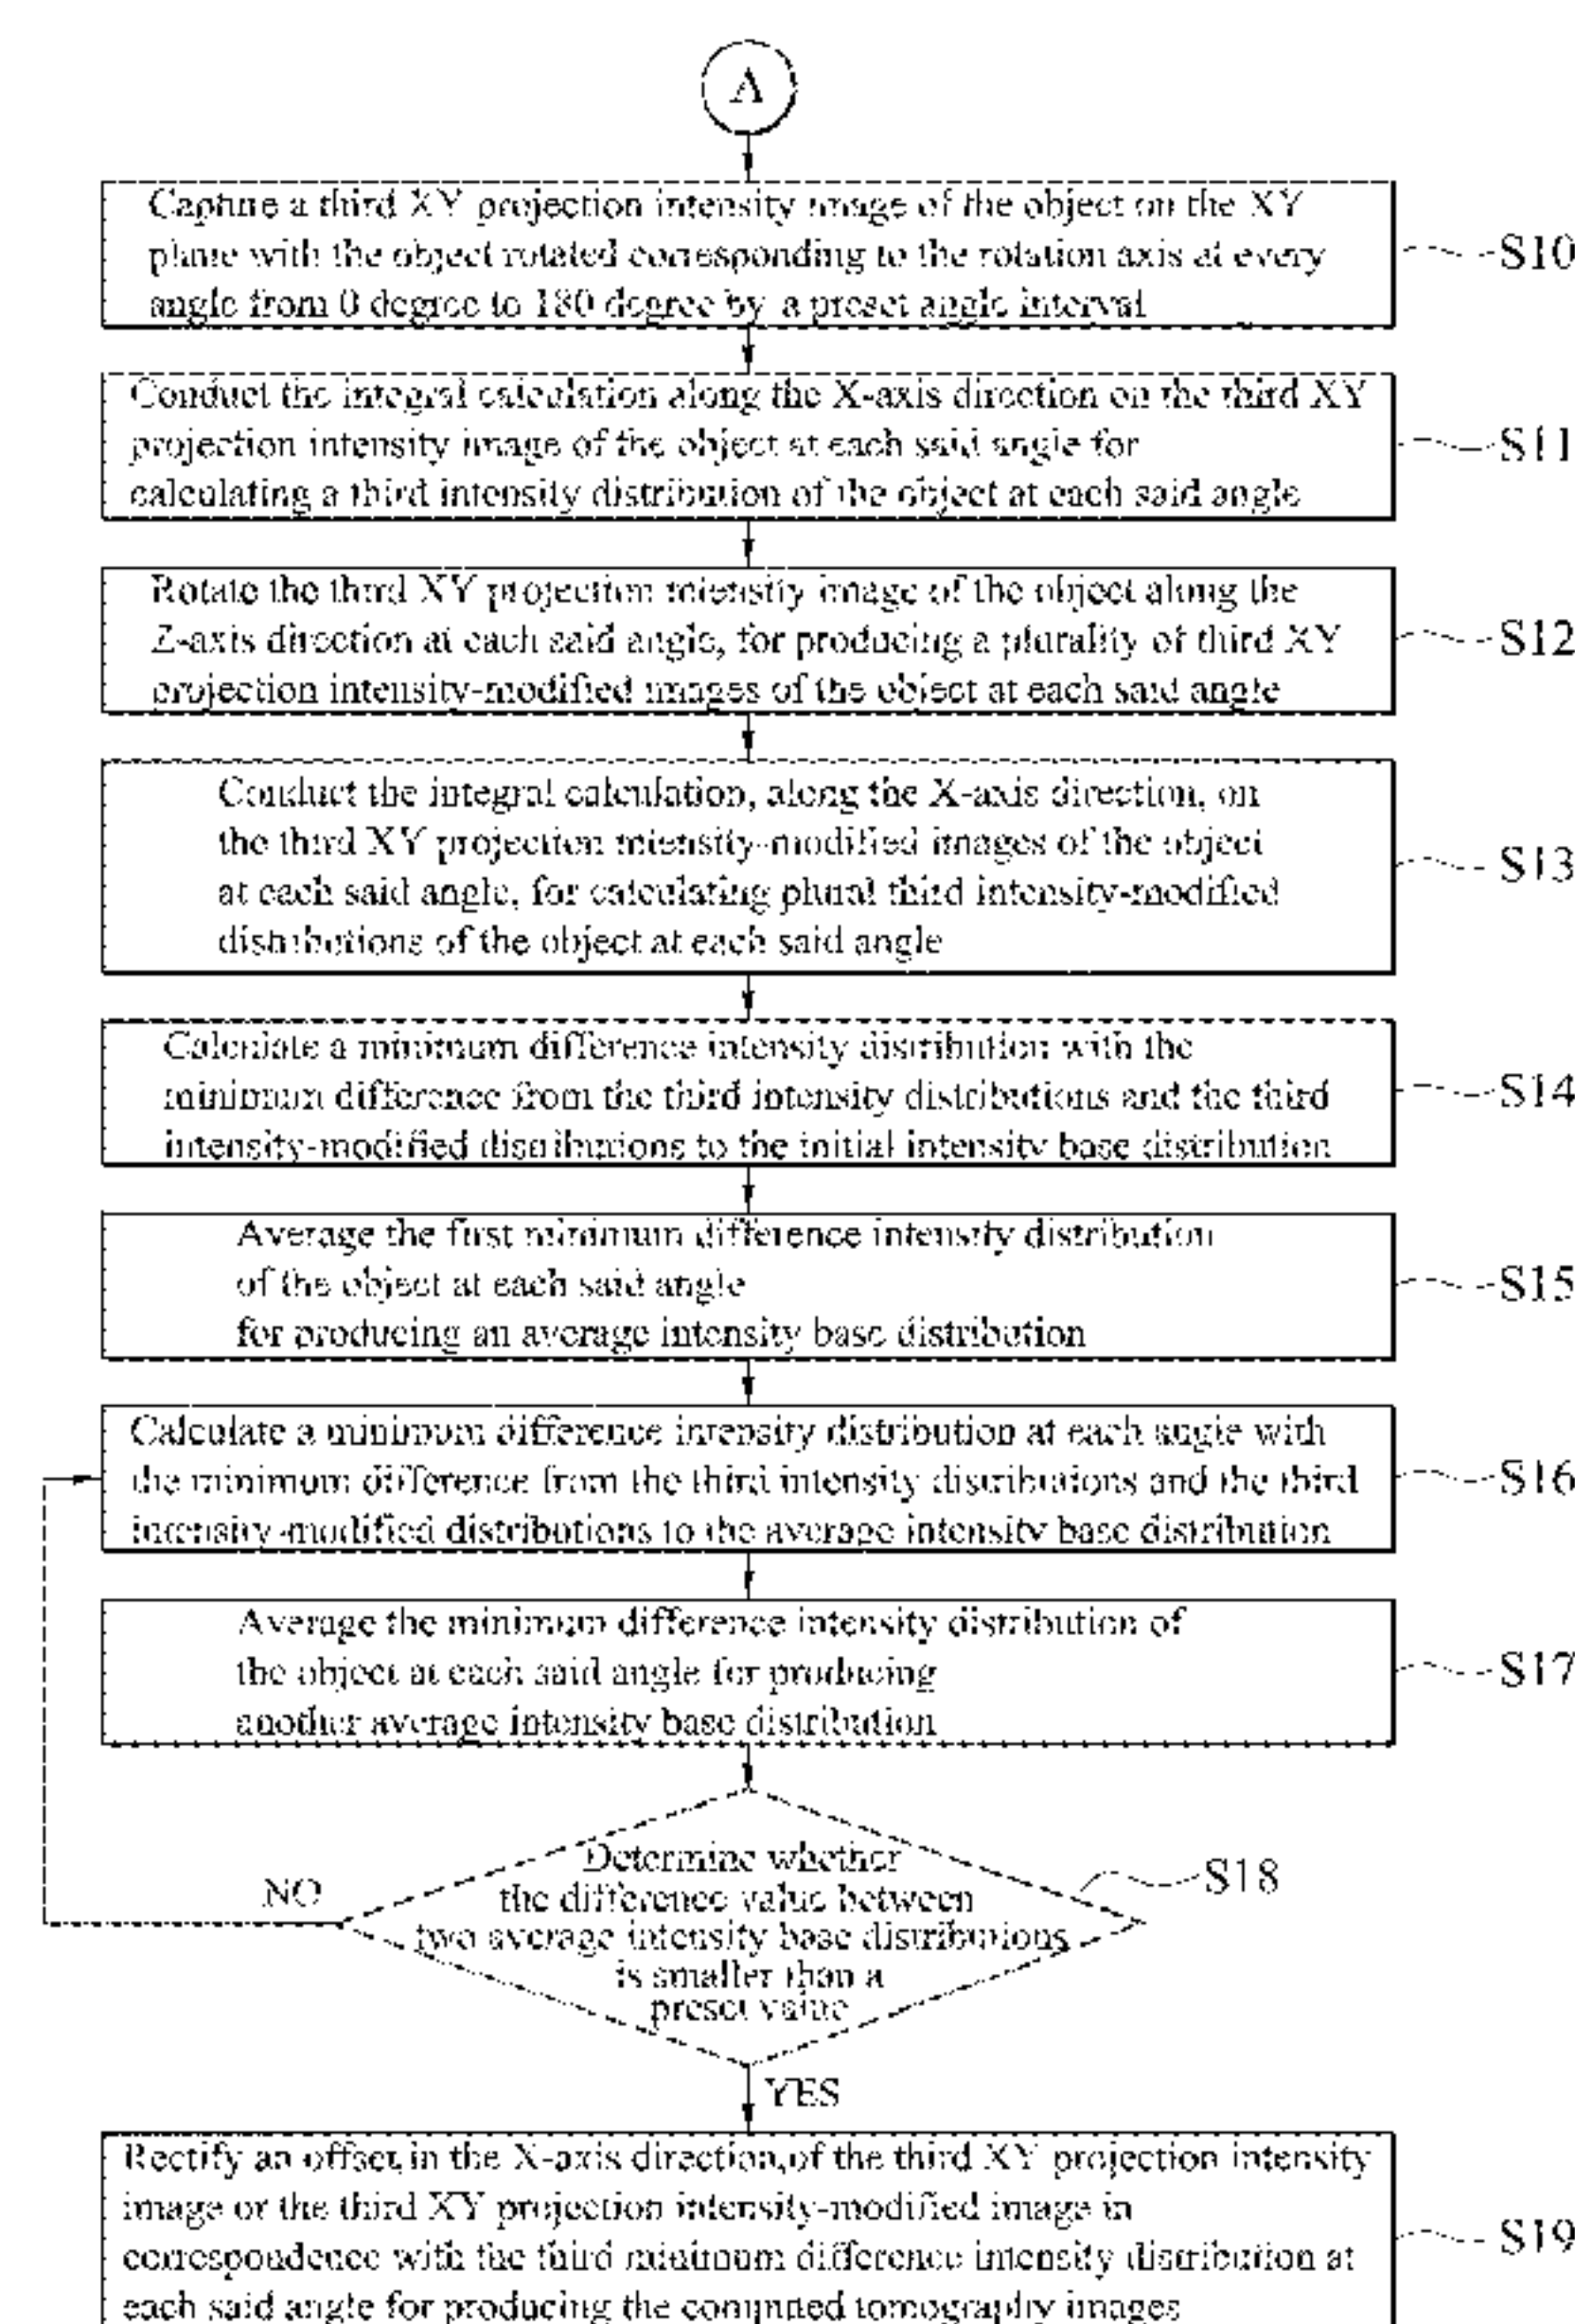 A
Capture a third XY projection intensity image of the object on the XY
plane with the object rotated corresponding to the rotation axis at every
angle from 0 degree to 180 degree by a preset angle interval
S10
Conduct the integral calculation along the X-axis direction on the third XY
projection intensity image of the object at each said angle for
calculating a third intensity distribution of the object at each said angle
S11
Rotate the third XY projection intensity image of the object along the
Z-axis direction at each said angle, for producing a plurality of third XY
projection intensity-modified images of the object at each said angle
S12
Conduct the integral calculation, along the X-axis direction, on
the third XY projection intensity-modified images of the object
at each said angle, for calculating plural third intensity-modified
distributions of the object at each said angle
S13
Calculate a minimum difference intensity distribution with the
minimum difference from the third intensity distributions and the third
intensity-modified distributions to the initial intensity base distribution
S14
Average the first minimum difference intensity distribution
of the object at each said angle
for producing an average intensity base distribution
S15
Calculate a minimum difference intensity distribution at each angle with
the minimum difference from the third intensity distributions and the third
intensity-modified distributions to the average intensity base distribution
S16
Average the minimum difference intensity distribution of
the object at each said angle for producing
another average intensity base distribution
S17
Determine whether
the difference value between
two average intensity base distributions
is smaller than a
preset value
S18
NO
YES
Rectify an offset,in the X-axis direction,of the third XY projection intensity
image or the third XY projection intensity-modified image in
correspondence with the third minimum difference intensity distribution at
each said angle for producing the computed tomography images
S19